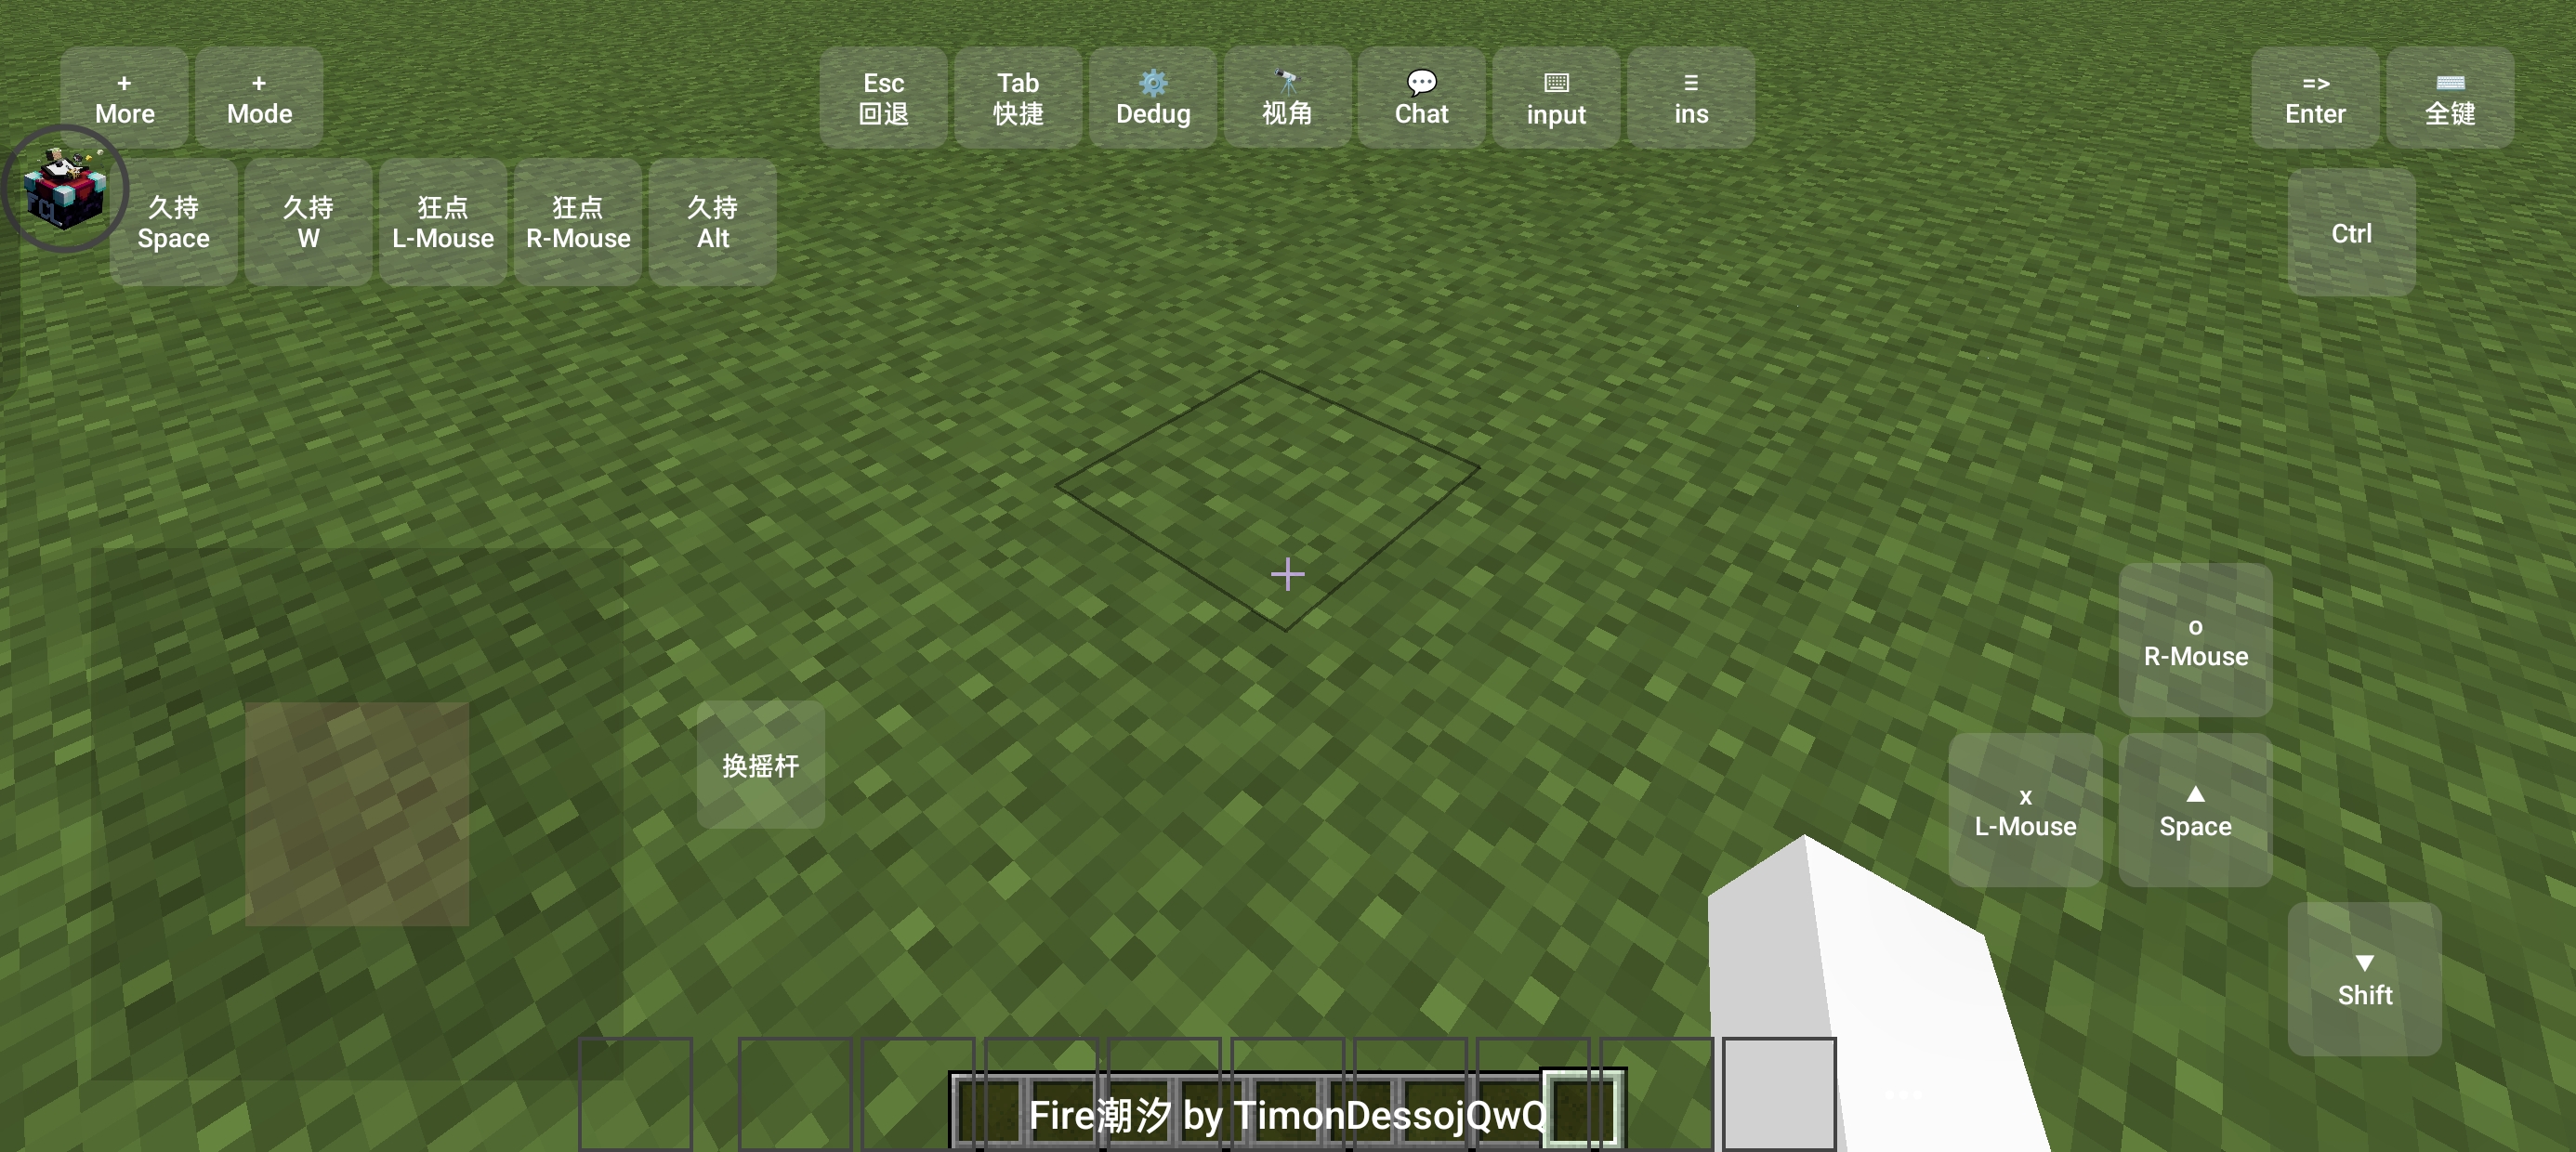 +
More
+
Mode
Esc
回退
Tab
快捷
Dedug
视角
Chat
input
ins
=>
Enter
全键
FCL
久持
Space
久持
W
狂点
L-Mouse
狂点
R-Mouse
久持
Alt
Ctrl
o
R-Mouse
换摇杆
x
L-Mouse
▲
Space
▼
Shift
Fire潮汐 by TimonDessojQwQ